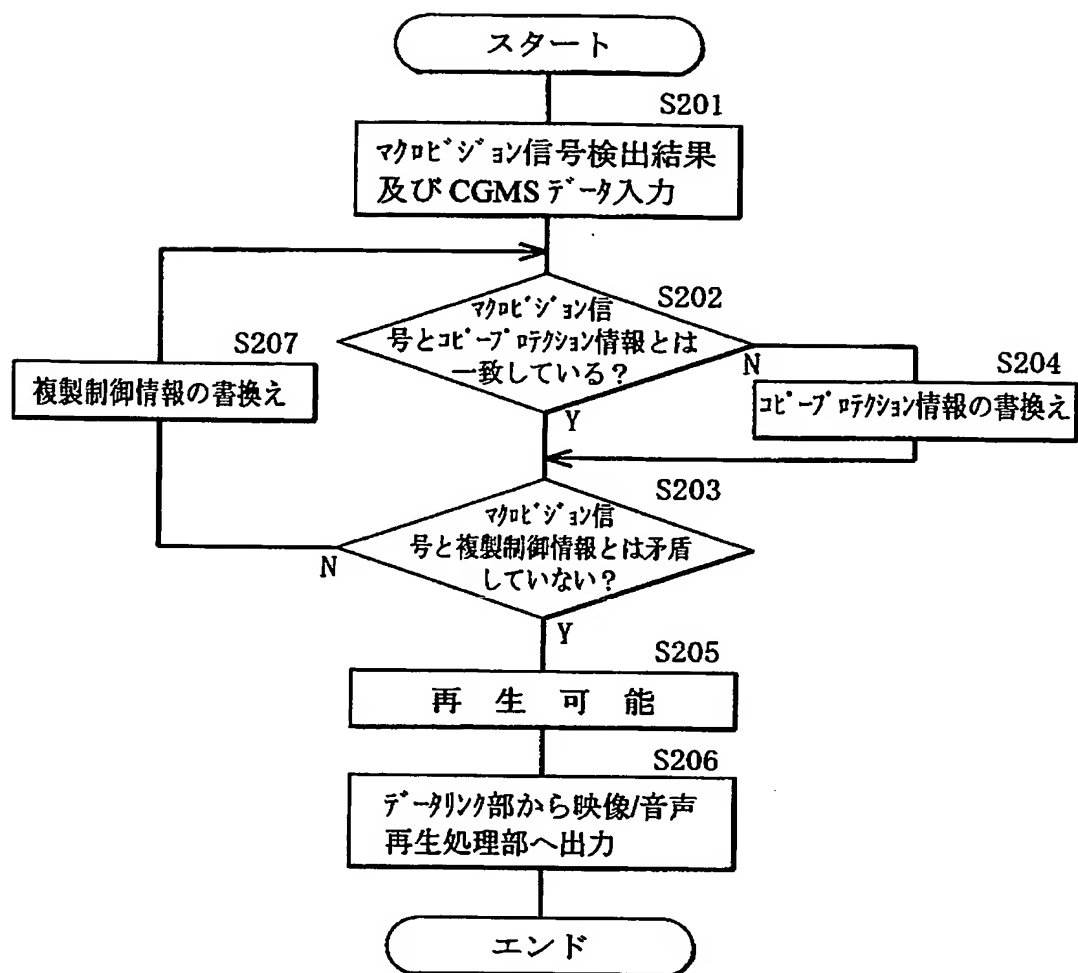 スタート
S201
ﾏｸﾛﾋﾞｼﾞｮﾝ信号検出結果
及びCGMSﾃﾞｰﾀ入力
S202
ﾏｸﾛﾋﾞｼﾞｮﾝ信
号とｺﾋﾟｰﾌﾟﾛﾃｸｼｮﾝ情報とは
一致している？
N
Y
S207
複製制御情報の書換え
S204
ｺﾋﾟｰﾌﾟﾛﾃｸｼｮﾝ情報の書換え
S203
ﾏｸﾛﾋﾞｼﾞｮﾝ信
号と複製制御情報とは矛盾
していない？
N
Y
S205
再 生 可 能
S206
ﾃﾞｰﾀﾘﾝｸ部から映像/音声
再生処理部へ出力
エンド